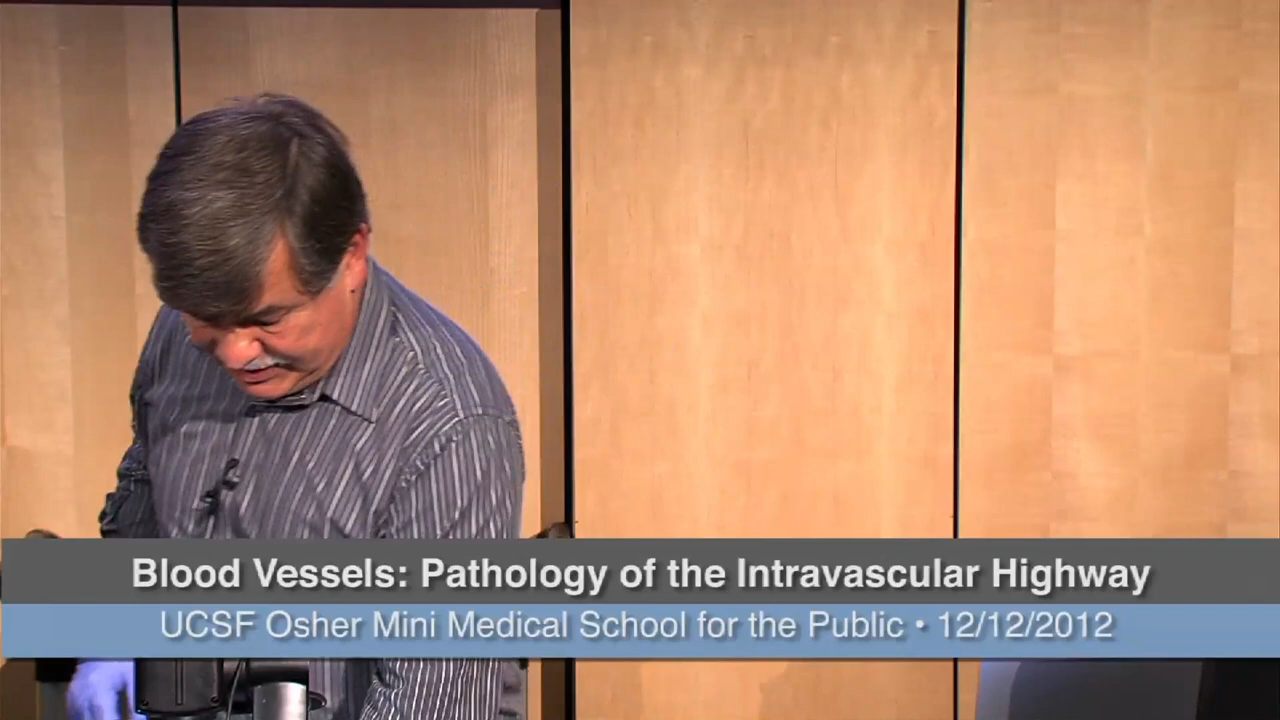 Blood Vessels: Pathology of the Intravascular Highway
UCSF Osher Mini Medical School for the Public • 12/12/2012